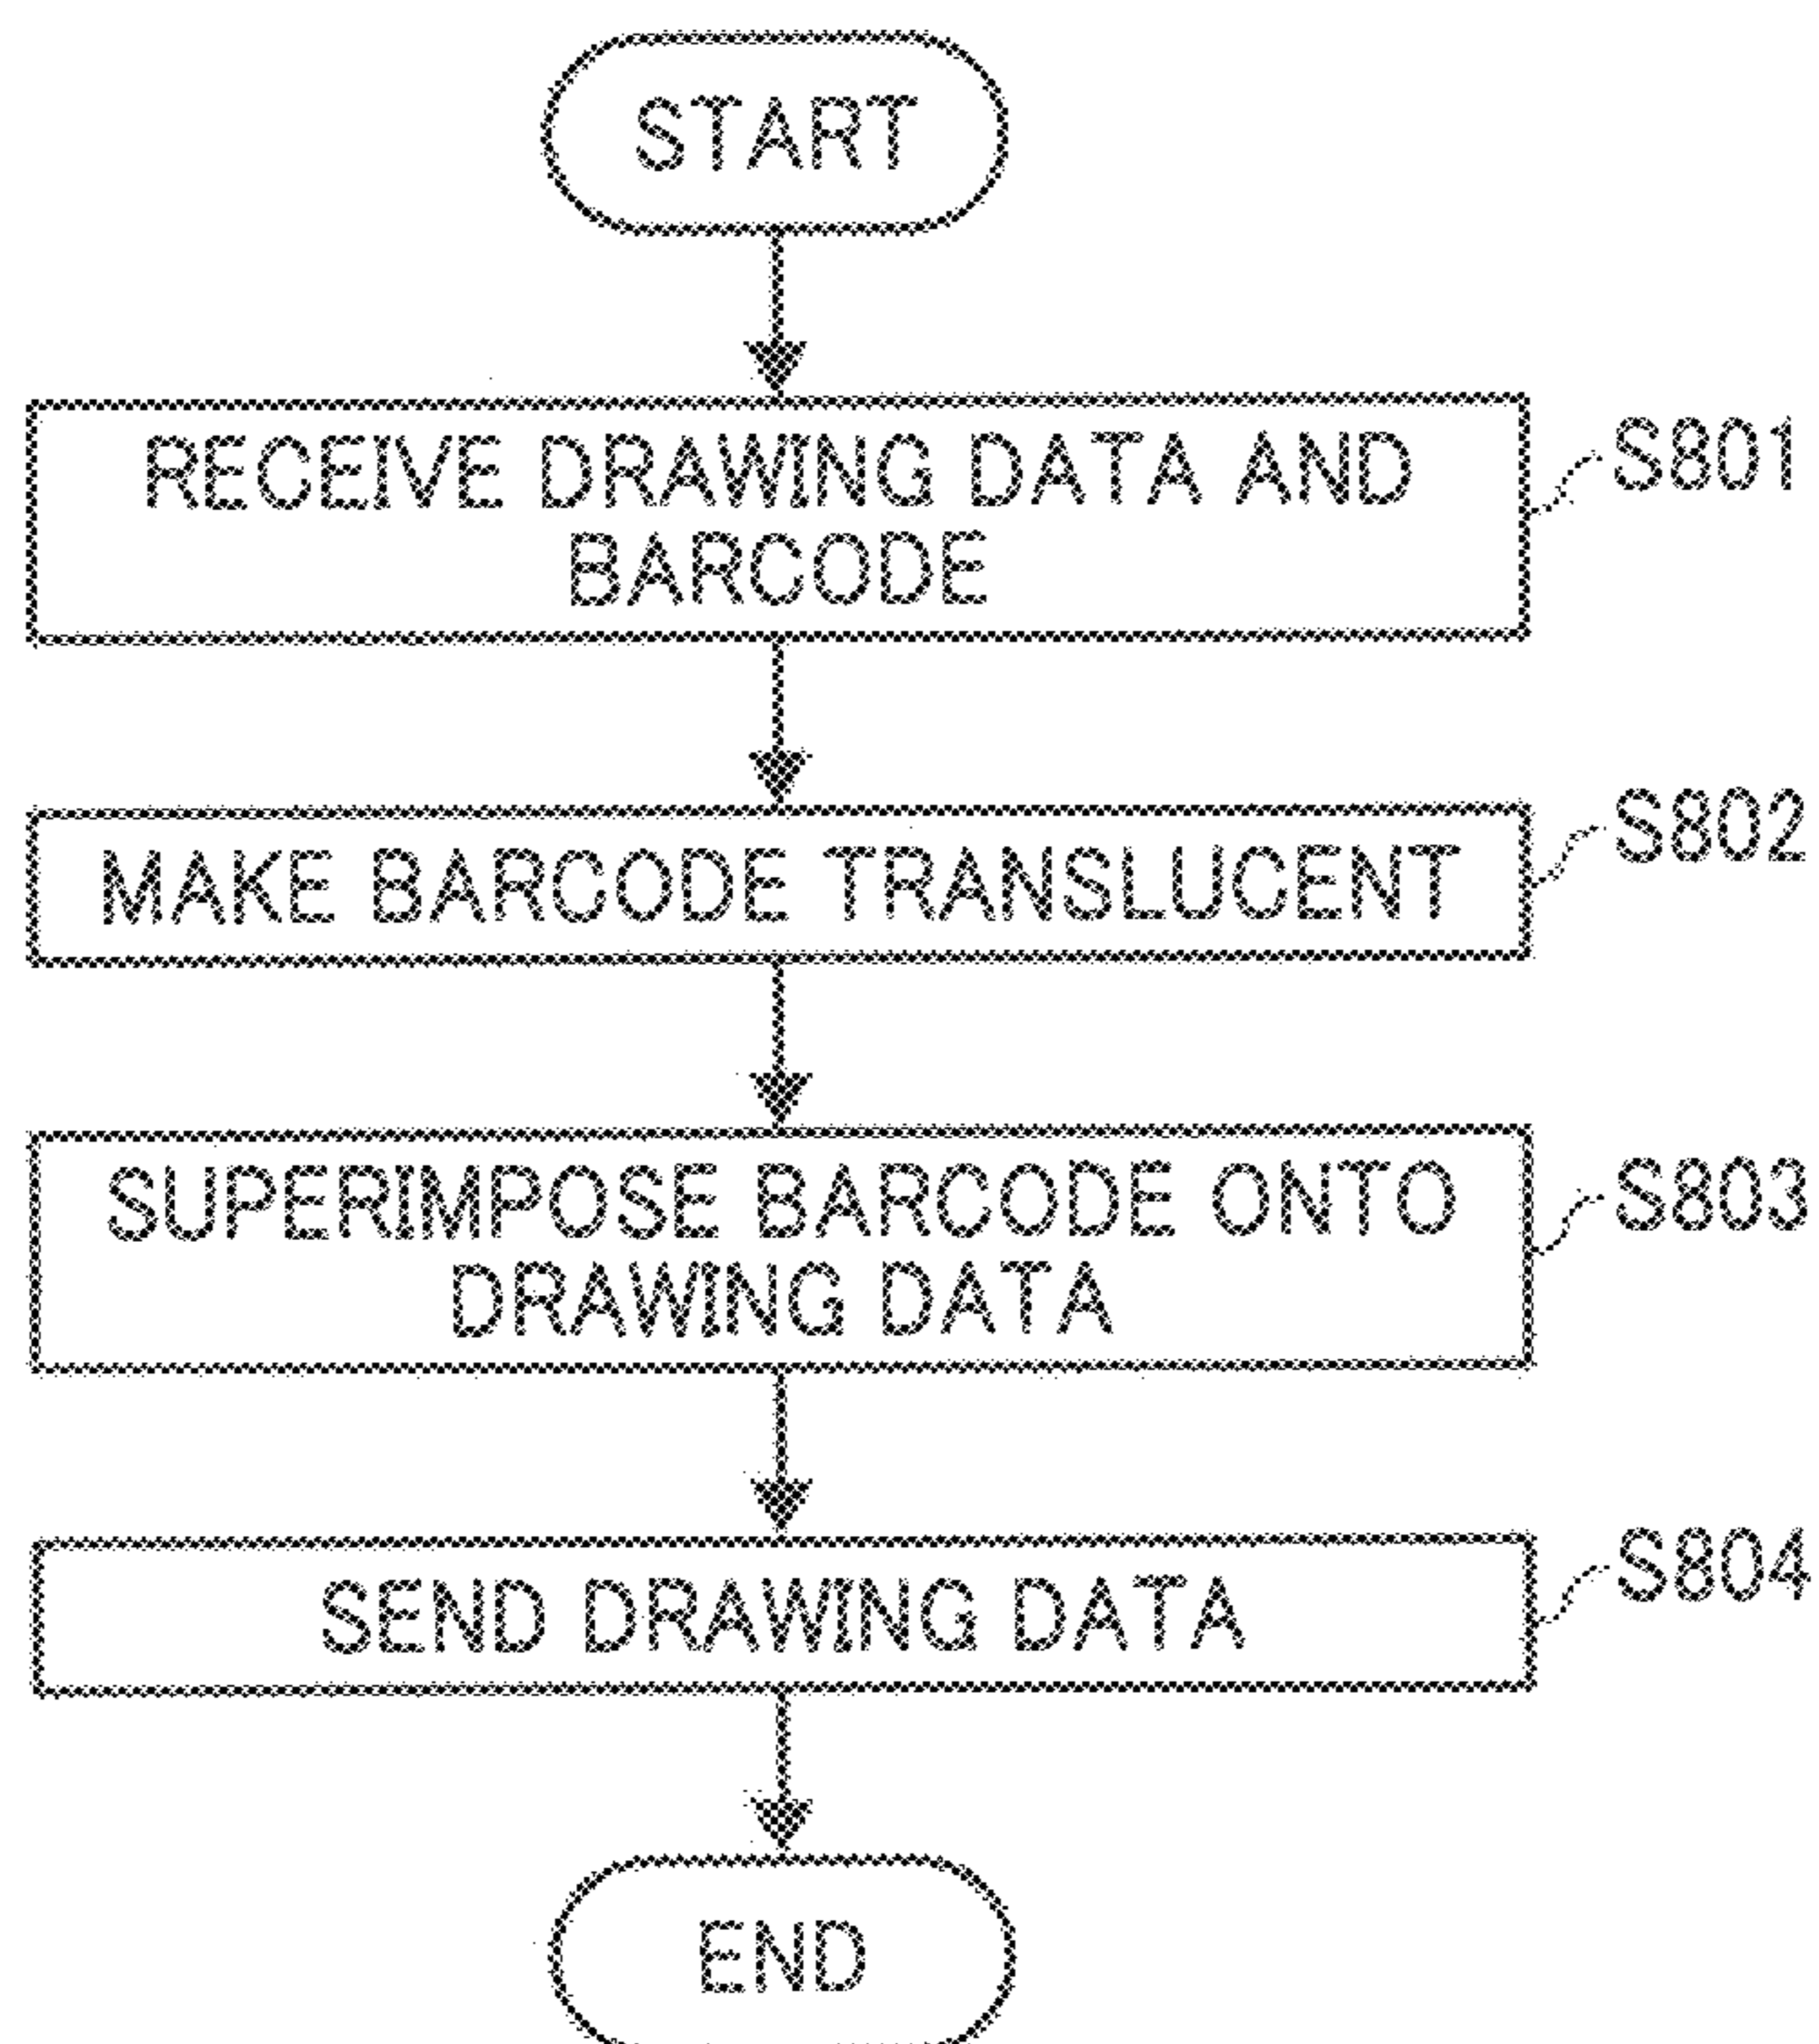 START
RECEIVE DRAWING DATA AND
BARCODE
S801
MAKE BARCODE TRANSLUCENT
S802
SUPERIMPOSE BARCODE ONTO
DRAWING DATA
S803
SEND DRAWING DATA
S804
END